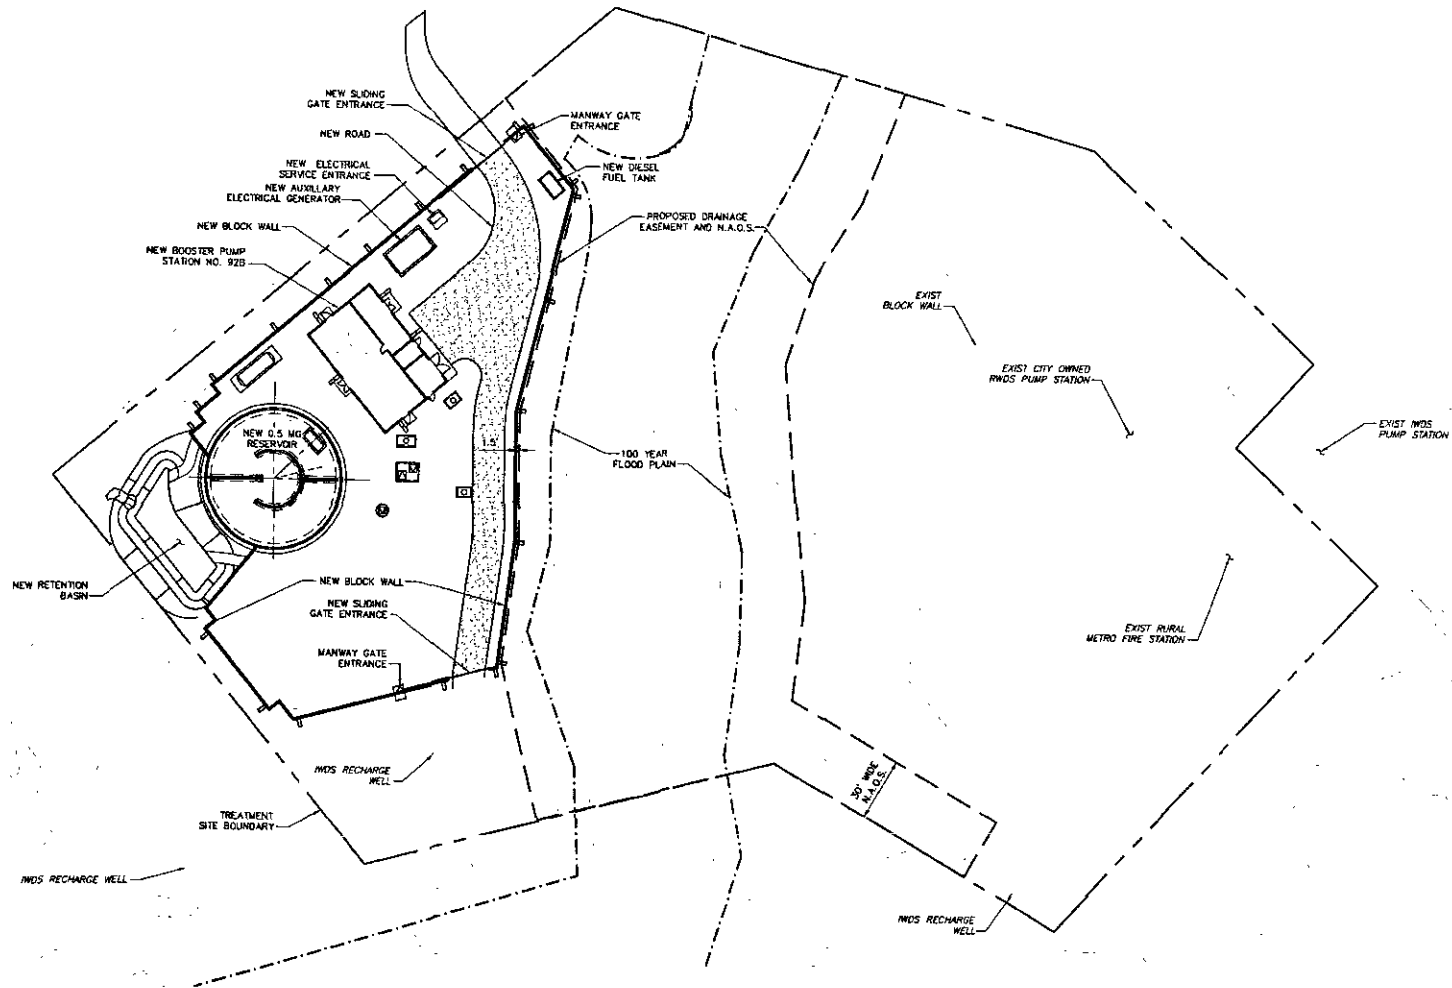 NEW SLIDING
GATE ENTRANCE
MANWAY GATE
ENTRANCE
NEW ROAD
NEW ELECTRICAL
SERVICE ENTRANCE
NEW DIESEL
FUEL TANK
NEW AUXILLARY
ELECTRICAL GENERATOR
NEW BLOCK WALL
PROPOSED DRAINAGE
EASEMENT AND N.A.O.S.
NEW BOOSTER PUMP
STATION NO. 92B
EXIST
BLOCK WALL
EXIST CITY OWNED
RWDS PUMP STATION
EXIST IWDS
PUMP STATION
NEW 0.5 MG
RESERVOIR
15
100 YEAR
FLOOD PLAIN
NEW RETENTION
BASIN
NEW BLOCK WALL
NEW SLIDING
GATE ENTRANCE
EXIST RURAL
METRO FIRE STATION
MANWAY GATE
ENTRANCE
IWDS RECHARGE
WELL
30' WIDE
N.A.O.S.
TREATMENT
SITE BOUNDARY
IWDS RECHARGE WELL
IWDS RECHARGE
WELL